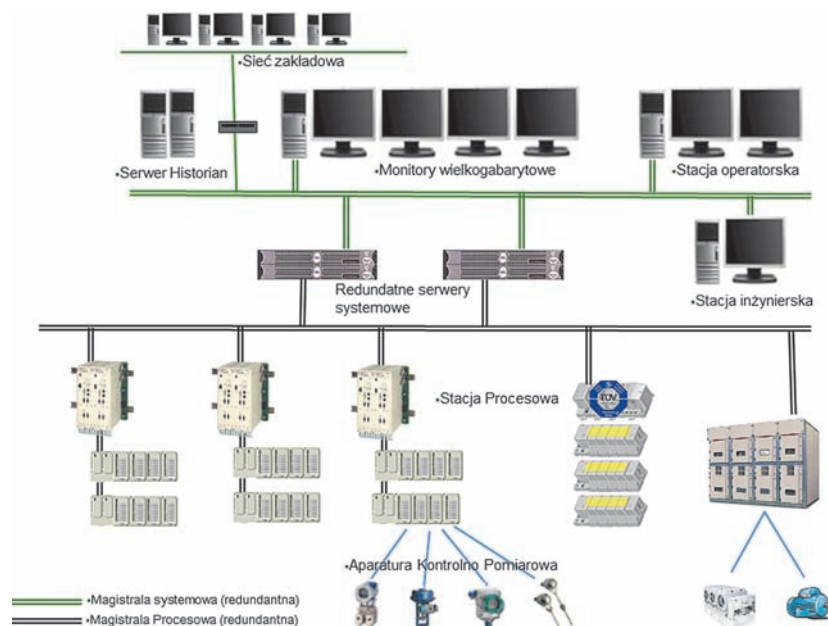 ▪Sieć zakładowa
▪Serwer Historian
▪Monitory wielkogabarytowe
▪Stacja operatorska
Redundatne serwery
systemowe
▪Stacja inżynierska
▪Stacja Procesowa
TÜV
▪Aparatura Kontrolno Pomiarowa
▪Magistrala systemowa (redundantna)
▪Magistrala Procesowa (redundantna)